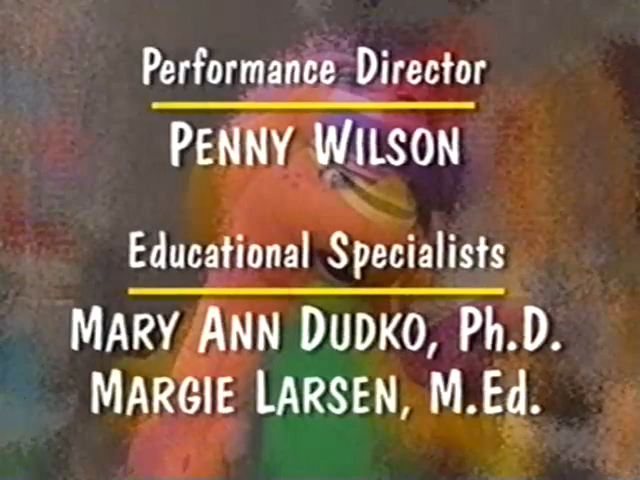 Performance Director
PENNY WILSON
Educational Specialists
MARY ANN DUDKO, Ph.D.
MARGIE LARSEN, M.Ed.